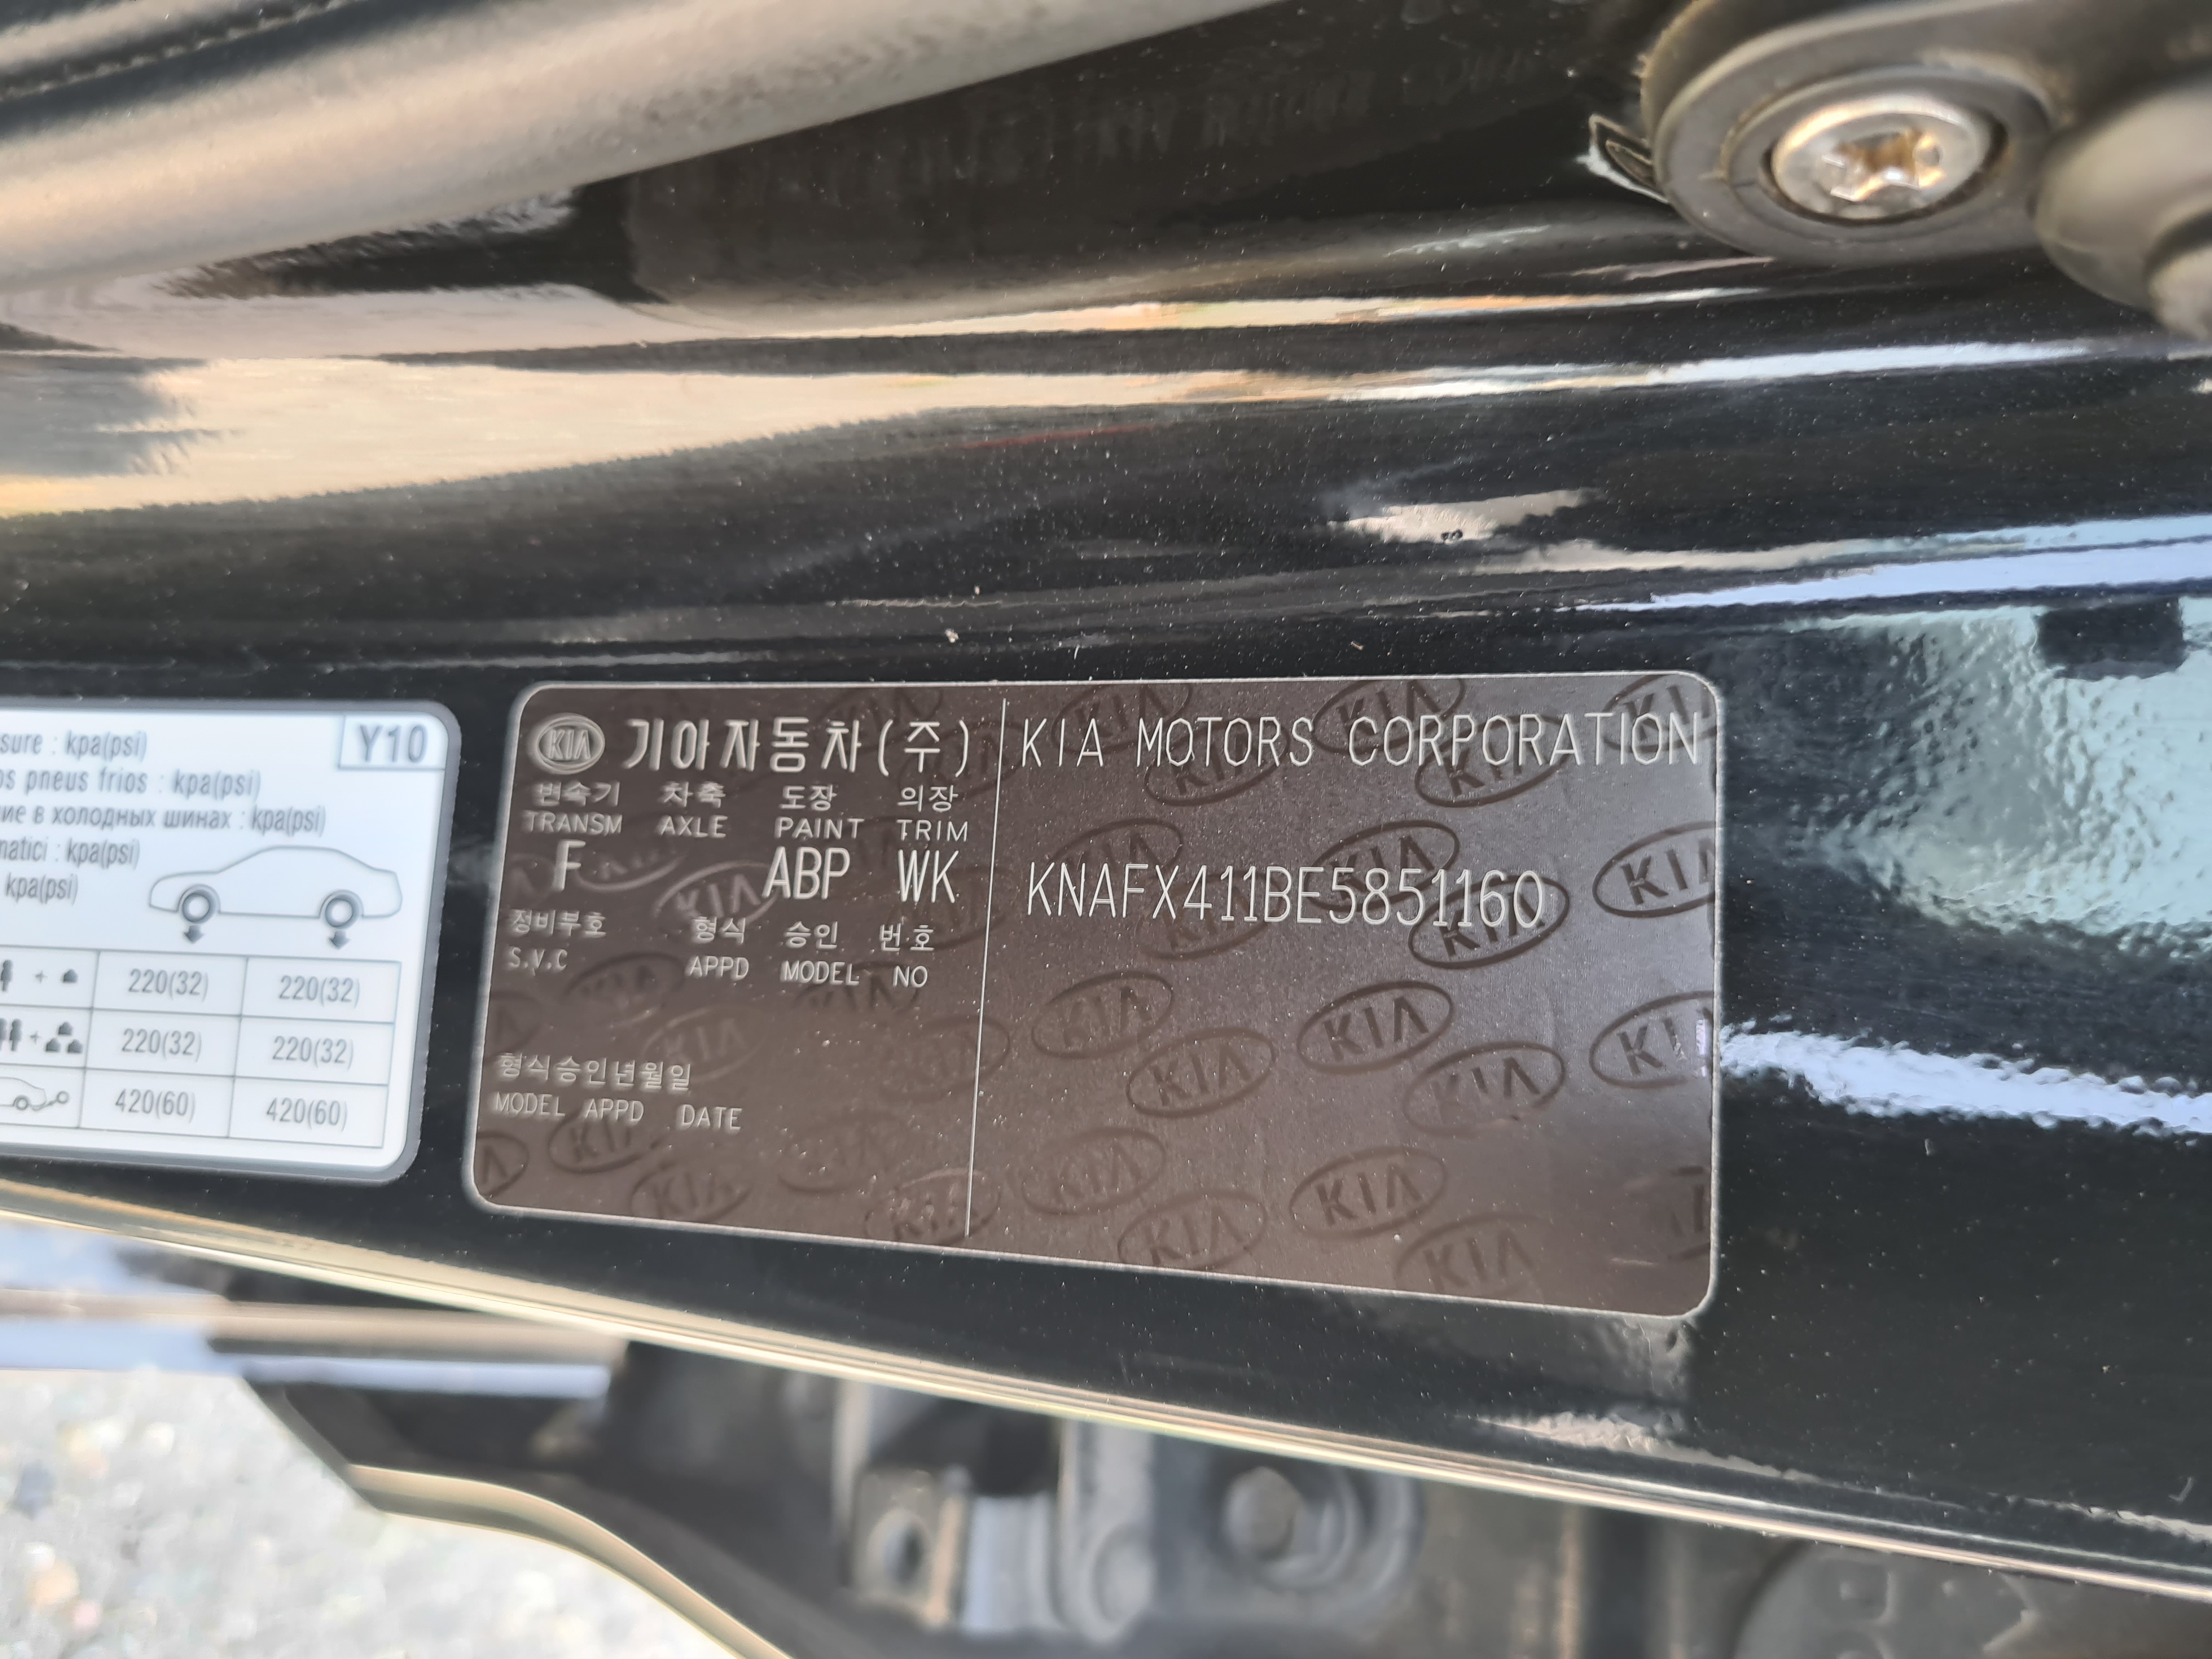 sure : kpa(psi)
Y10
os pneus frios : kpa(psi)
ние в холодных шинах : kpa(psi)
matici : kpa(psi)
kpa(psi)
+ 220(32) 220(32)
+ 220(32) 220(32)
420(60) 420(60)
KIA 기아자동차(주)
변속기 차축 도장 의장
TRANSM AXLE PAINT TRIM
F ABP WK
정비부호 형식 승인 번호
S.V.C APPD MODEL NO
형식승인년월일
MODEL APPD DATE
KIA MOTORS CORPORATION
KNAFX411BE5851160